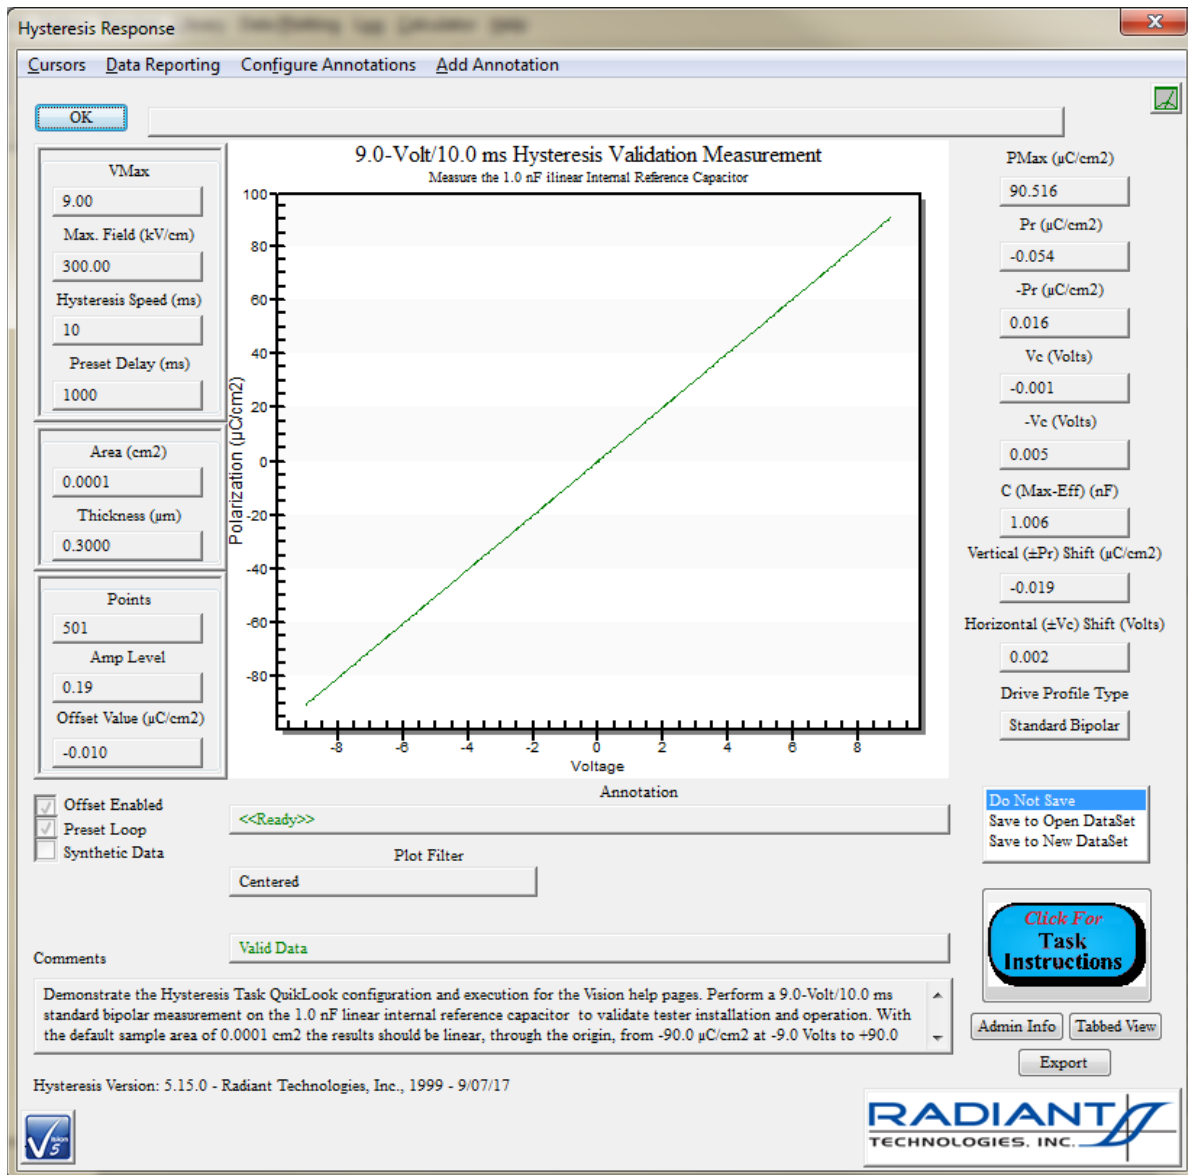 Hysteresis Response
Cursors Data Reporting Configure Annotations Add Annotation
OK
VMax
9.00
Max. Field (kV/cm)
300.00
Hysteresis Speed (ms)
10
Preset Delay (ms)
1000
Area (cm2)
0.0001
Thickness (µm)
0.3000
Points
501
Amp Level
0.19
Offset Value (µC/cm2)
-0.010
9.0-Volt/10.0 ms Hysteresis Validation Measurement
Measure the 1.0 nF ilinear Internal Reference Capacitor
Polarization (µC/cm2)
100
80
60
40
20
0
-20
-40
-60
-80
-8 -6 -4 -2 0 2 4 6 8
Voltage
PMax (µC/cm2)
90.516
Pr (µC/cm2)
-0.054
-Pr (µC/cm2)
0.016
Vc (Volts)
-0.001
-Vc (Volts)
0.005
C (Max-Eff) (nF)
1.006
Vertical (±Pr) Shift (µC/cm2)
-0.019
Horizontal (±Vc) Shift (Volts)
0.002
Drive Profile Type
Standard Bipolar
Offset Enabled
Preset Loop
Synthetic Data
Annotation
<<Ready>>
Plot Filter
Centered
Do Not Save
Save to Open DataSet
Save to New DataSet
Click For
Task
Instructions
Comments
Valid Data
Demonstrate the Hysteresis Task QuikLook configuration and execution for the Vision help pages. Perform a 9.0-Volt/10.0 ms
standard bipolar measurement on the 1.0 nF linear internal reference capacitor to validate tester installation and operation. With
the default sample area of 0.0001 cm2 the results should be linear, through the origin, from -90.0 µC/cm2 at -9.0 Volts to +90.0
Admin Info Tabbed View
Export
Hysteresis Version: 5.15.0 - Radiant Technologies, Inc., 1999 - 9/07/17
Vision 5
RADIANT
TECHNOLOGIES, INC.